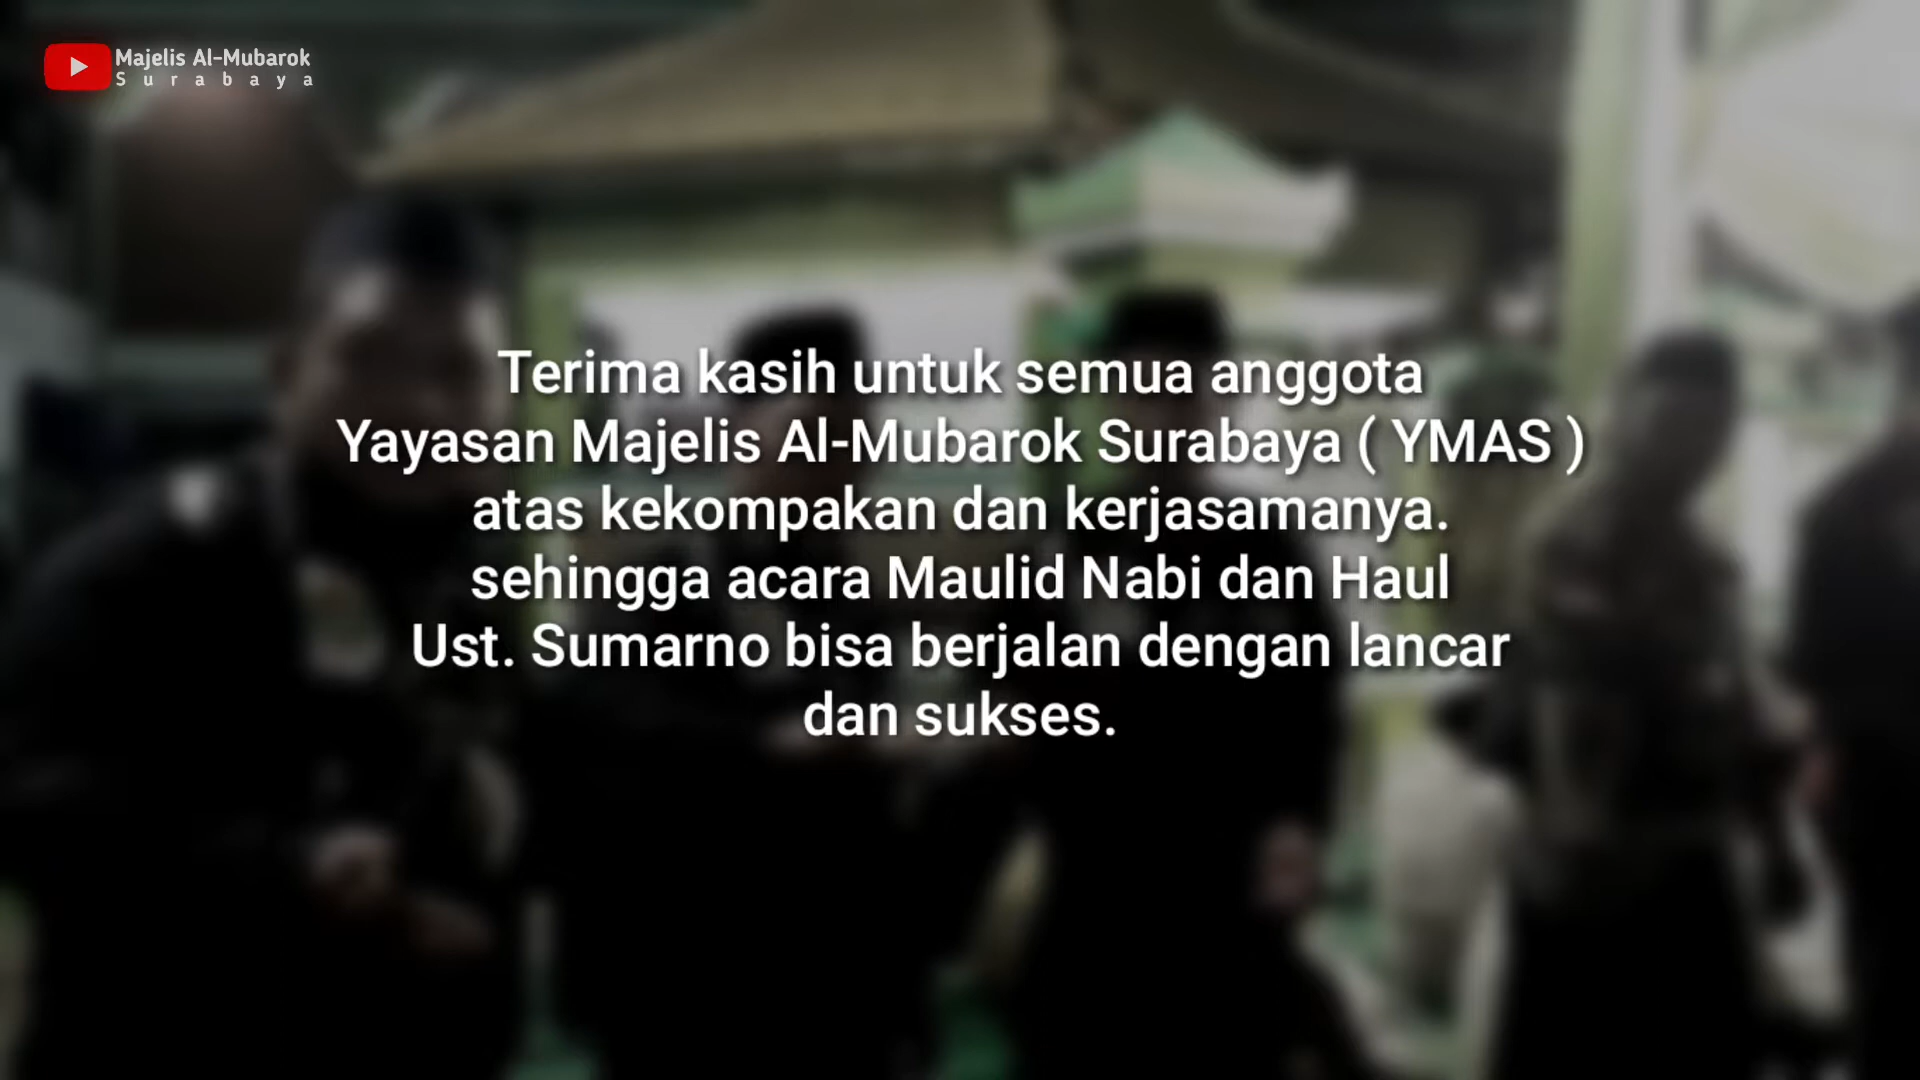 Majelis Al-Mubarok
Surabaya
Terima kasih untuk semua anggota
Yayasan Majelis Al-Mubarok Surabaya ( YMAS )
atas kekompakan dan kerjasamanya.
sehingga acara Maulid Nabi dan Haul
Ust. Sumarno bisa berjalan dengan lancar
dan sukses.